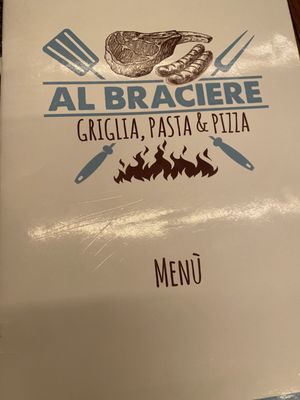 AL BRACIERE
GRIGLIA, PASTA & PIZZA
MENÙ